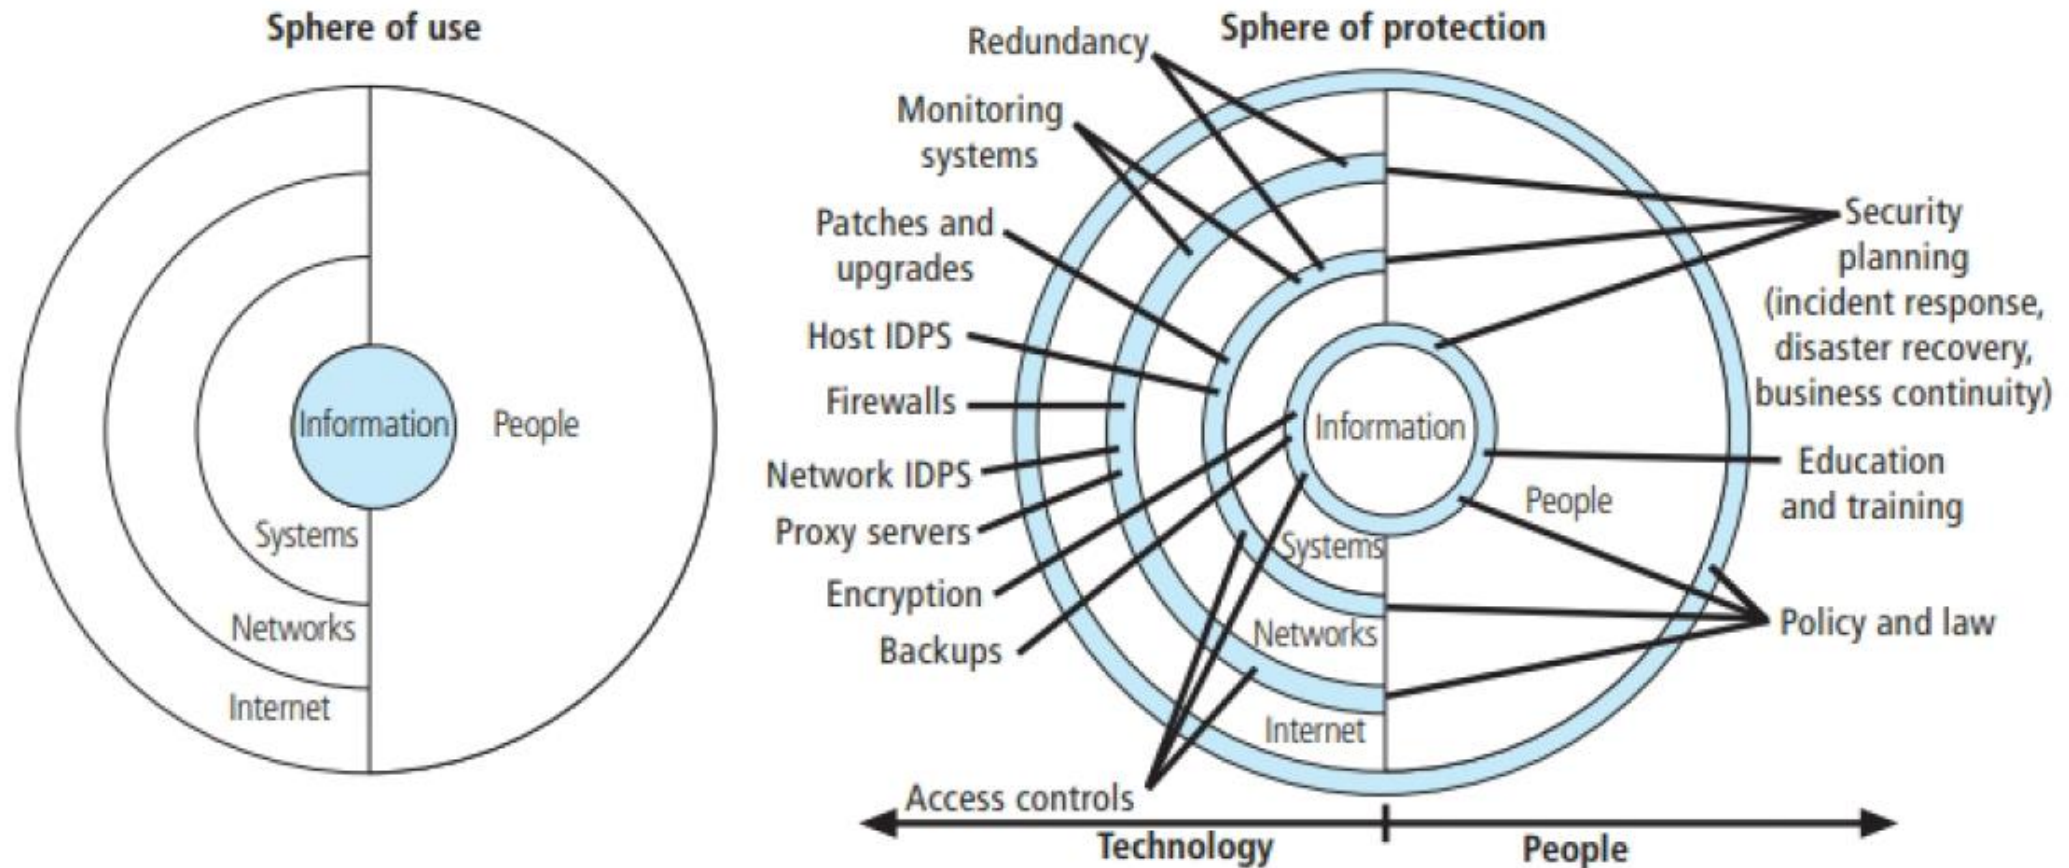 Sphere of use
Information
People
Systems
Networks
Internet
Sphere of protection
Redundancy
Monitoring
systems
Patches and
upgrades
Host IDPS
Firewalls
Network IDPS
Proxy servers
Encryption
Backups
Access controls
Information
People
Systems
Networks
Internet
Security
planning
(incident response,
disaster recovery,
business continuity)
Education
and training
Policy and law
Technology
People